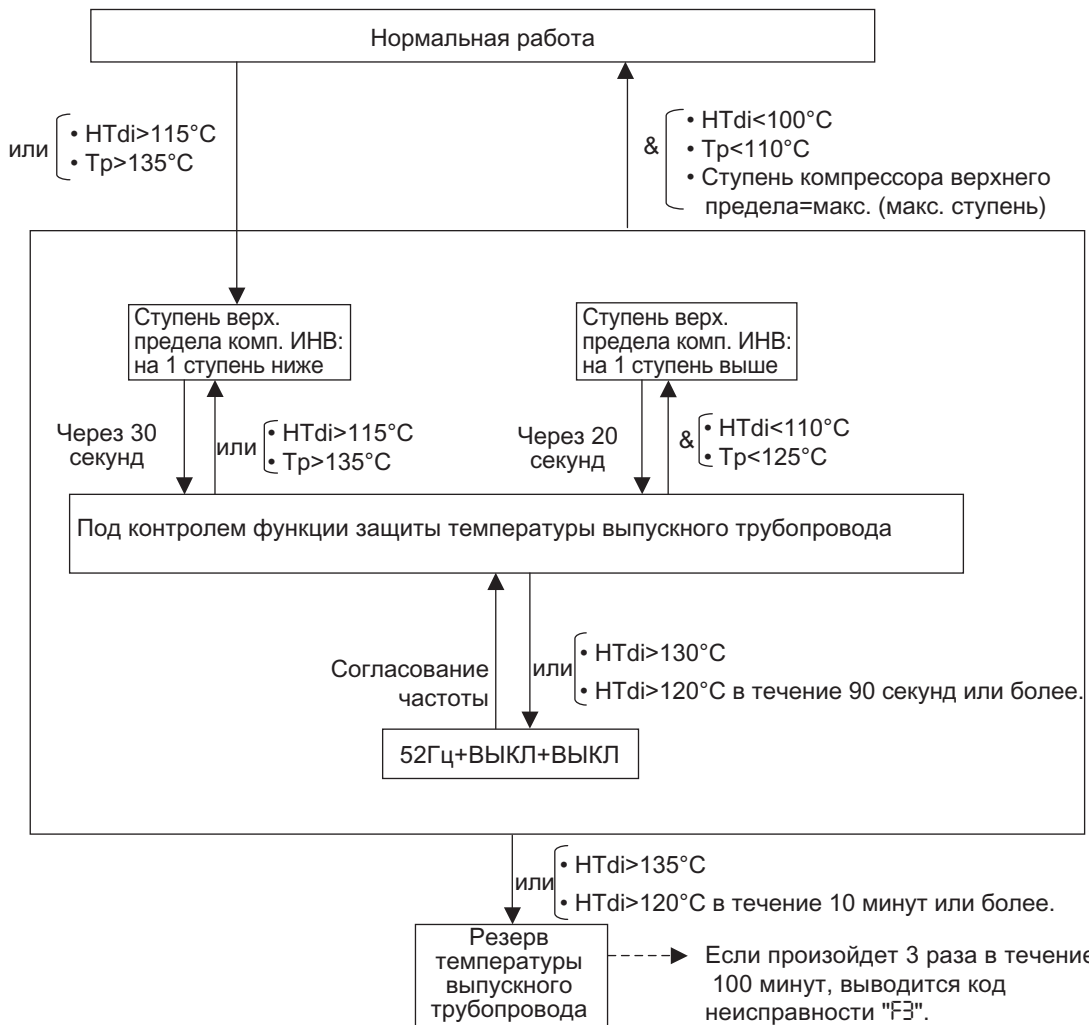 Нормальная работа
или
• HTdi>115°C
• Tp>135°C
&
• HTdi<100°C
• Tp<110°C
• Ступень компрессора верхнего
предела=макс. (макс. ступень)
Ступень верх.
предела комп. ИНВ:
на 1 ступень ниже
Ступень верх.
предела комп. ИНВ:
на 1 ступень выше
Через 30
секунд
или
• HTdi>115°C
• Tp>135°C
Через 20
секунд
&
• HTdi<110°C
• Tp<125°C
Под контролем функции защиты температуры выпускного трубопровода
Согласование
частоты
или
• HTdi>130°C
• HTdi>120°C в течение 90 секунд или более.
52Гц+ВЫКЛ+ВЫКЛ
или
• HTdi>135°C
• HTdi>120°C в течение 10 минут или более.
Резерв
температуры
выпускного
трубопровода
Если произойдет 3 раза в течение
100 минут, выводится код
неисправности "F3".